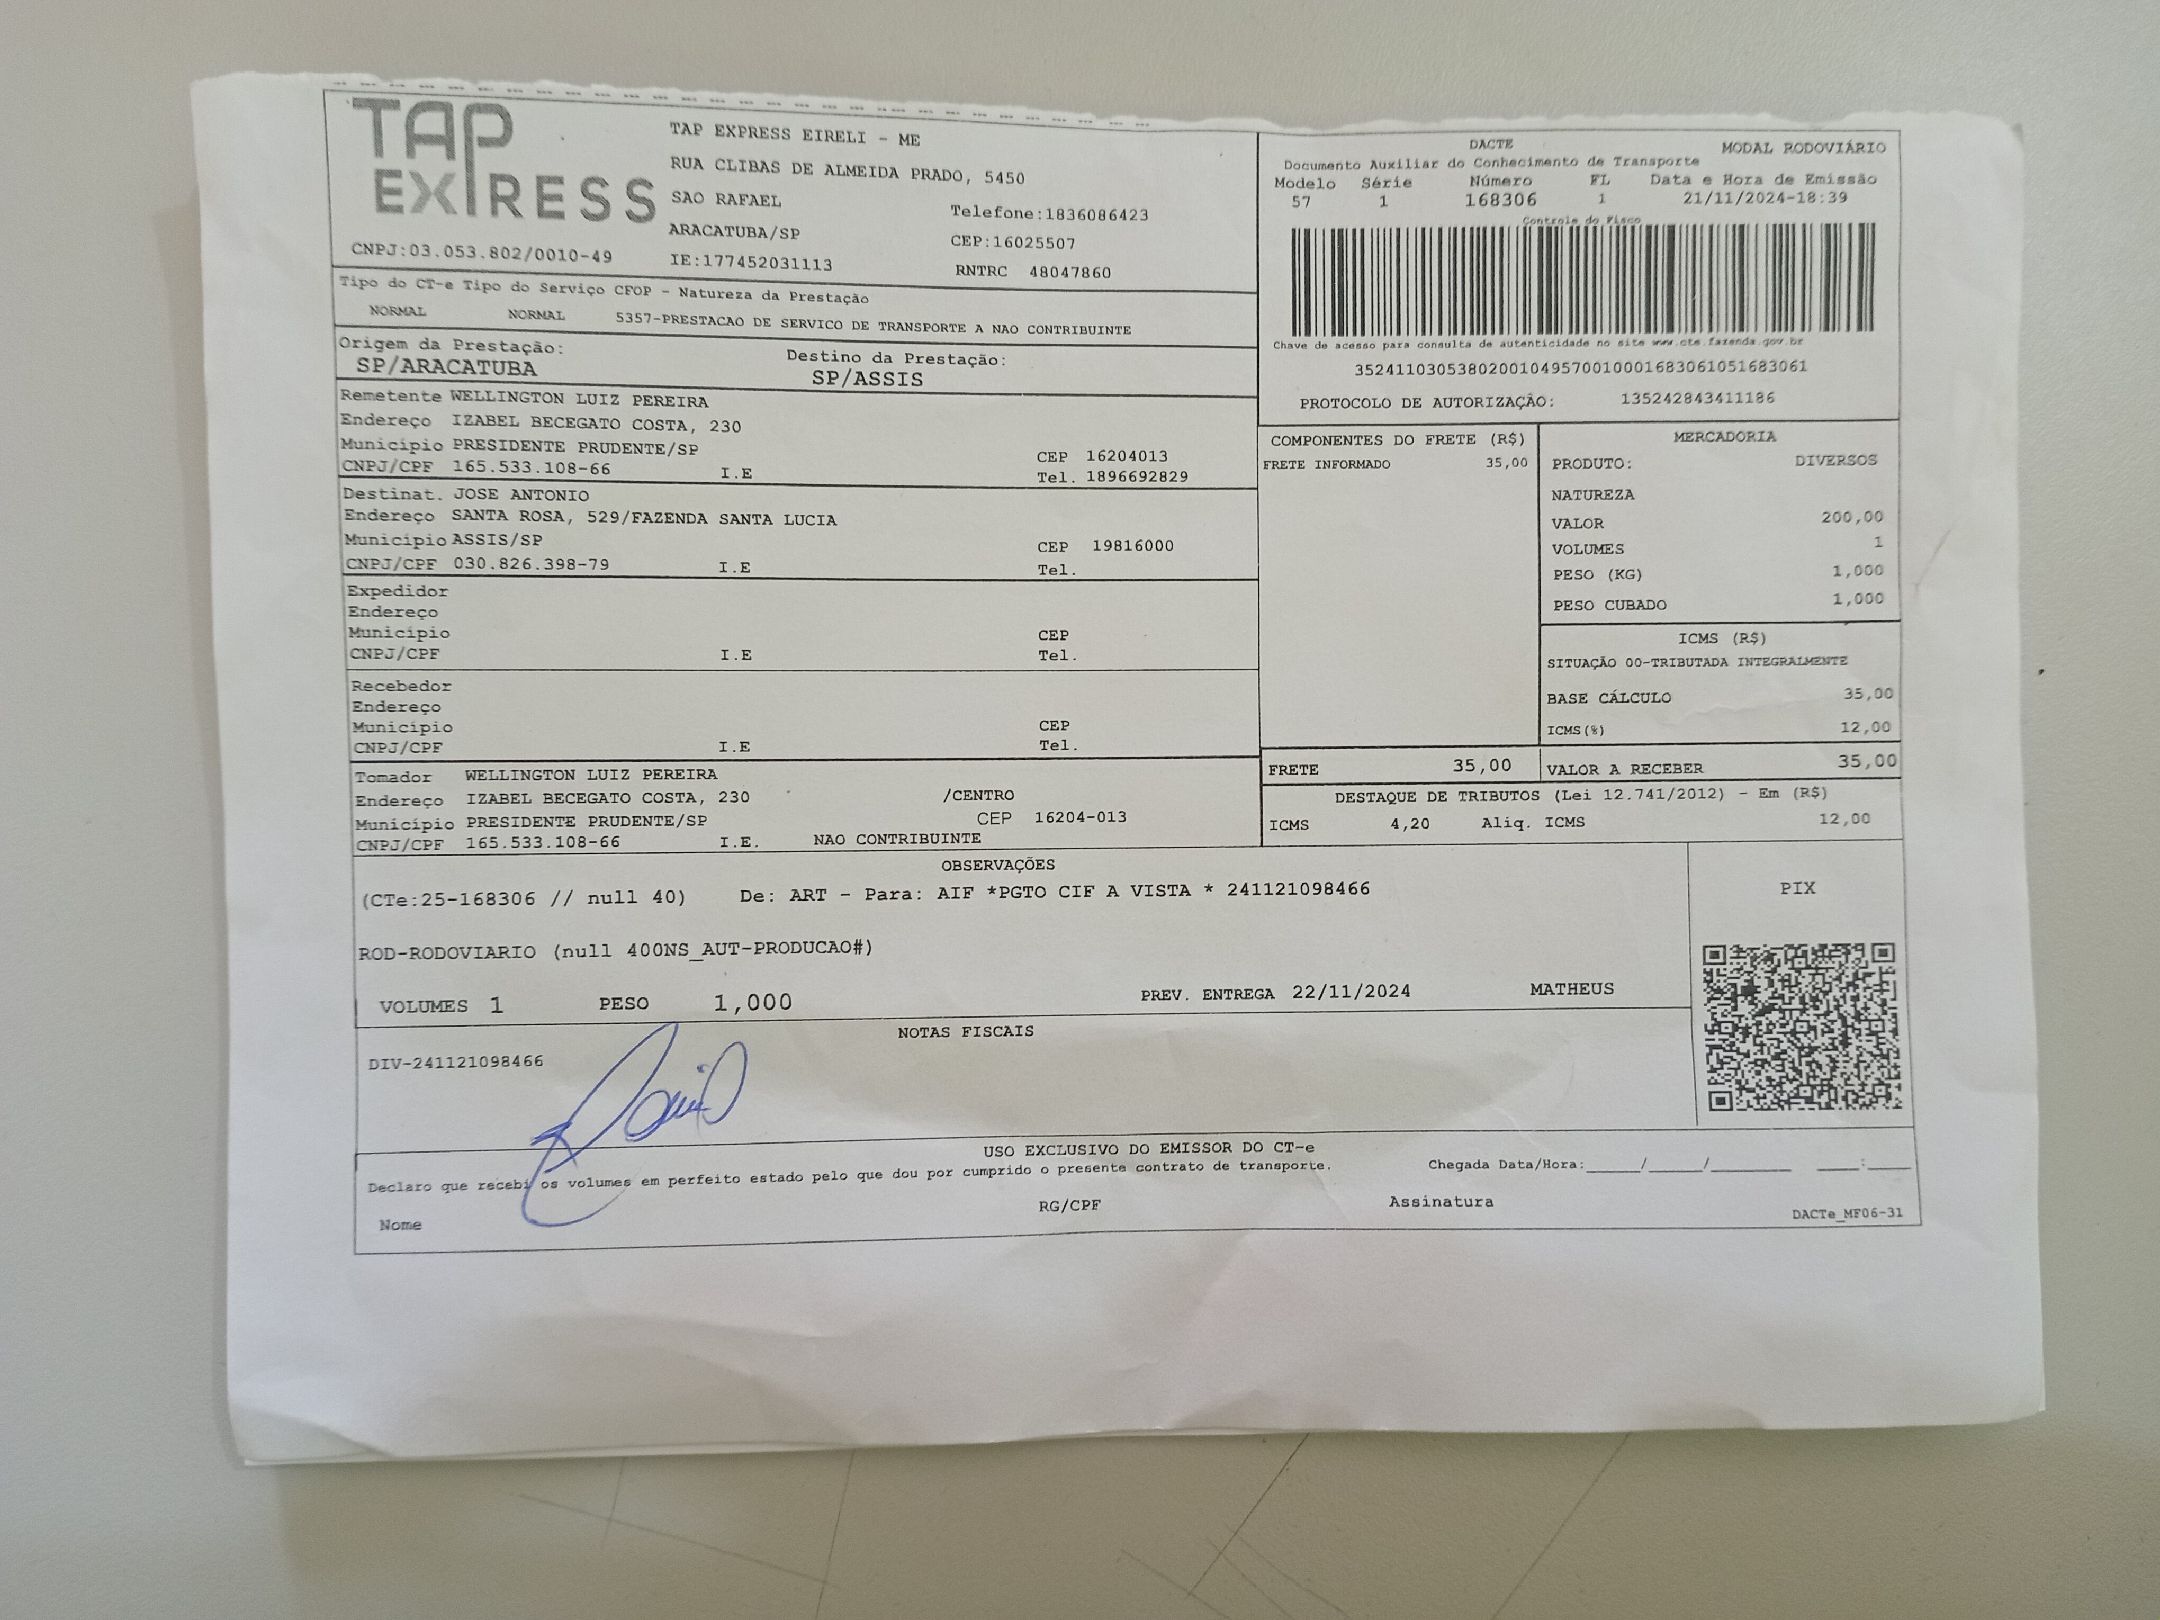 TAP
EXPRESS
CNPJ:03.053.802/0010-49
TAP EXPRESS EIRELI - ME
RUA CLIBAS DE ALMEIDA PRADO, 5450
SAO RAFAEL
Telefone:1836086423
ARACATUBA/SP
CEP:16025507
IE:177452031113
RNTRC 48047860
DACTE
MODAL RODOVIÁRIO
Documento Auxiliar do Conhecimento de Transporte
Modelo Série Número FL Data e Hora de Emissão
57 1 168306 1 21/11/2024-18:39
Controle do Fisco
Chave de acesso para consulta de autenticidade no site www.cte.fazenda.gov.br
35241103053802001049570010001683061051683061
PROTOCOLO DE AUTORIZAÇÃO: 135242843411186
Tipo do CT-e Tipo do Serviço CFOP - Natureza da Prestação
NORMAL NORMAL 5357-PRESTACAO DE SERVICO DE TRANSPORTE A NAO CONTRIBUINTE
Origem da Prestação: Destino da Prestação:
SP/ARACATUBA SP/ASSIS
Remetente WELLINGTON LUIZ PEREIRA
Endereço IZABEL BECEGATO COSTA, 230
Município PRESIDENTE PRUDENTE/SP CEP 16204013
CNPJ/CPF 165.533.108-66 I.E Tel. 1896692829
Destinat. JOSE ANTONIO
Endereço SANTA ROSA, 529/FAZENDA SANTA LUCIA
Município ASSIS/SP CEP 19816000
CNPJ/CPF 030.826.398-79 I.E Tel.
Expedidor
Endereço
Município CEP
CNPJ/CPF I.E Tel.
Recebedor
Endereço
Município CEP
CNPJ/CPF I.E Tel.
Tomador WELLINGTON LUIZ PEREIRA
Endereço IZABEL BECEGATO COSTA, 230 /CENTRO
Município PRESIDENTE PRUDENTE/SP CEP 16204-013
CNPJ/CPF 165.533.108-66 I.E. NAO CONTRIBUINTE
COMPONENTES DO FRETE (R$)
FRETE INFORMADO 35,00
MERCADORIA
PRODUTO: DIVERSOS
NATUREZA
VALOR 200,00
VOLUMES 1
PESO (KG) 1,000
PESO CUBADO 1,000
ICMS (R$)
SITUAÇÃO 00-TRIBUTADA INTEGRALMENTE
BASE CÁLCULO 35,00
ICMS(%) 12,00
FRETE 35,00 VALOR A RECEBER 35,00
DESTAQUE DE TRIBUTOS (Lei 12.741/2012) - Em (R$)
ICMS 4,20 Aliq. ICMS 12,00
OBSERVAÇÕES
(CTe:25-168306 // null 40) De: ART - Para: AIF *PGTO CIF A VISTA * 241121098466
ROD-RODOVIARIO (null 400NS_AUT-PRODUCAO#)
VOLUMES 1 PESO 1,000 PREV. ENTREGA 22/11/2024 MATHEUS
PIX
NOTAS FISCAIS
DIV-241121098466
USO EXCLUSIVO DO EMISSOR DO CT-e
Declaro que recebi os volumes em perfeito estado pelo que dou por cumprido o presente contrato de transporte. Chegada Data/Hora:_____/_____/_______ ____:____
Nome RG/CPF Assinatura
DACTe_MF06-31